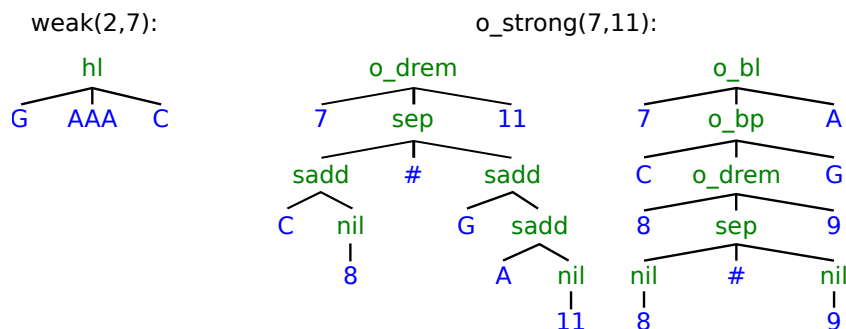 weak(2,7): o_strong(7,11):
hl o_drem o_bl
G AAA C 7 sep 11 7 o_bp A
sadd # sadd C o_drem G
C nil G sadd 8 sep 9
8 A nil nil # nil
11 8 9